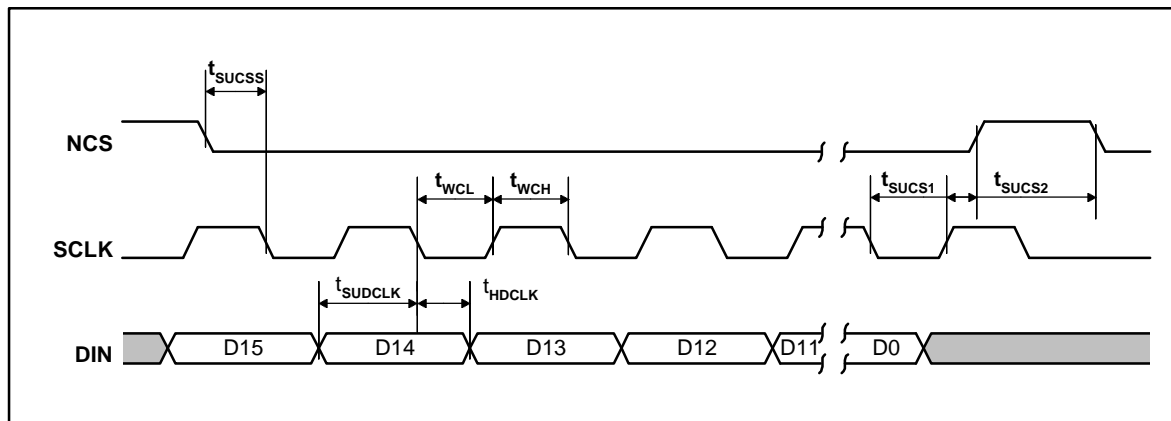 tSUCSS
NCS
tWCL tWCH tSUCS1 tSUCS2
SCLK
tSUDCLK tHDCLK
DIN D15 D14 D13 D12 D11 D0